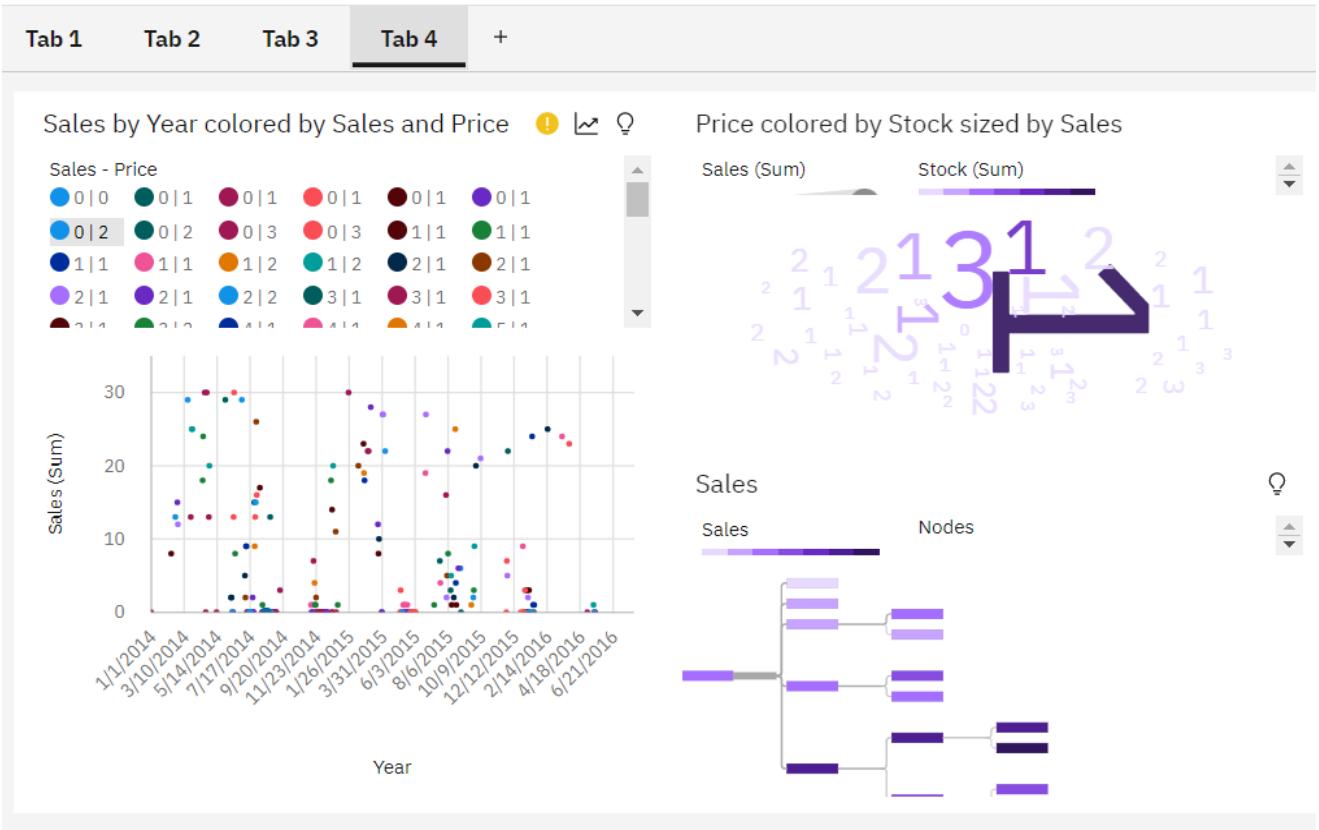 Tab 1 Tab 2 Tab 3 Tab 4 +
Sales by Year colored by Sales and Price
Sales - Price
0 | 0 0 | 1 0 | 1 0 | 1 0 | 1 0 | 1
0 | 2 0 | 2 0 | 3 0 | 3 1 | 1 1 | 1
1 | 1 1 | 1 1 | 2 1 | 2 2 | 1 2 | 1
2 | 1 2 | 1 2 | 2 3 | 1 3 | 1 3 | 1
Sales (Sum)
30
20
10
0
1/1/2014 3/10/2014 5/14/2014 7/17/2014 9/20/2014 11/23/2014 1/26/2015 3/31/2015 6/3/2015 8/6/2015 10/9/2015 12/12/2015 2/14/2016 4/18/2016 6/21/2016
Year
Price colored by Stock sized by Sales
Sales (Sum) Stock (Sum)
2 1 3 1 2
Sales
Sales Nodes